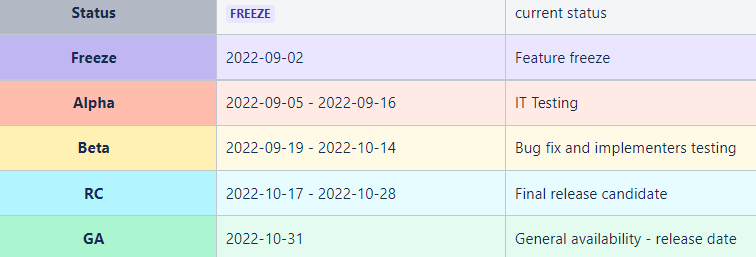 Status FREEZE current status
Freeze 2022-09-02 Feature freeze
Alpha 2022-09-05 - 2022-09-16 IT Testing
Beta 2022-09-19 - 2022-10-14 Bug fix and implementers testing
RC 2022-10-17 - 2022-10-28 Final release candidate
GA 2022-10-31 General availability - release date